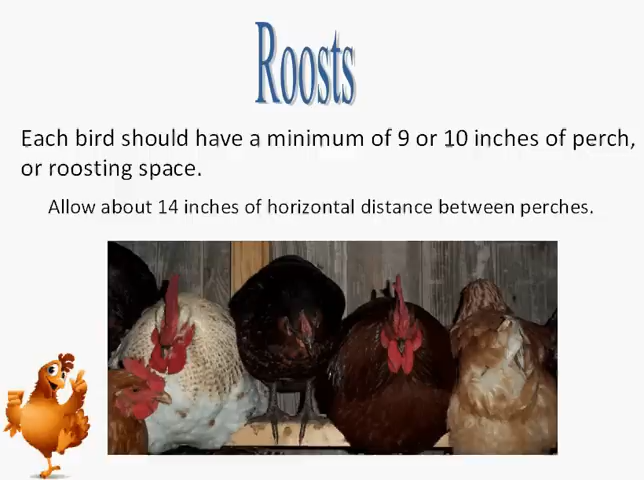 Roosts
Each bird should have a minimum of 9 or 10 inches of perch,
or roosting space.
Allow about 14 inches of horizontal distance between perches.